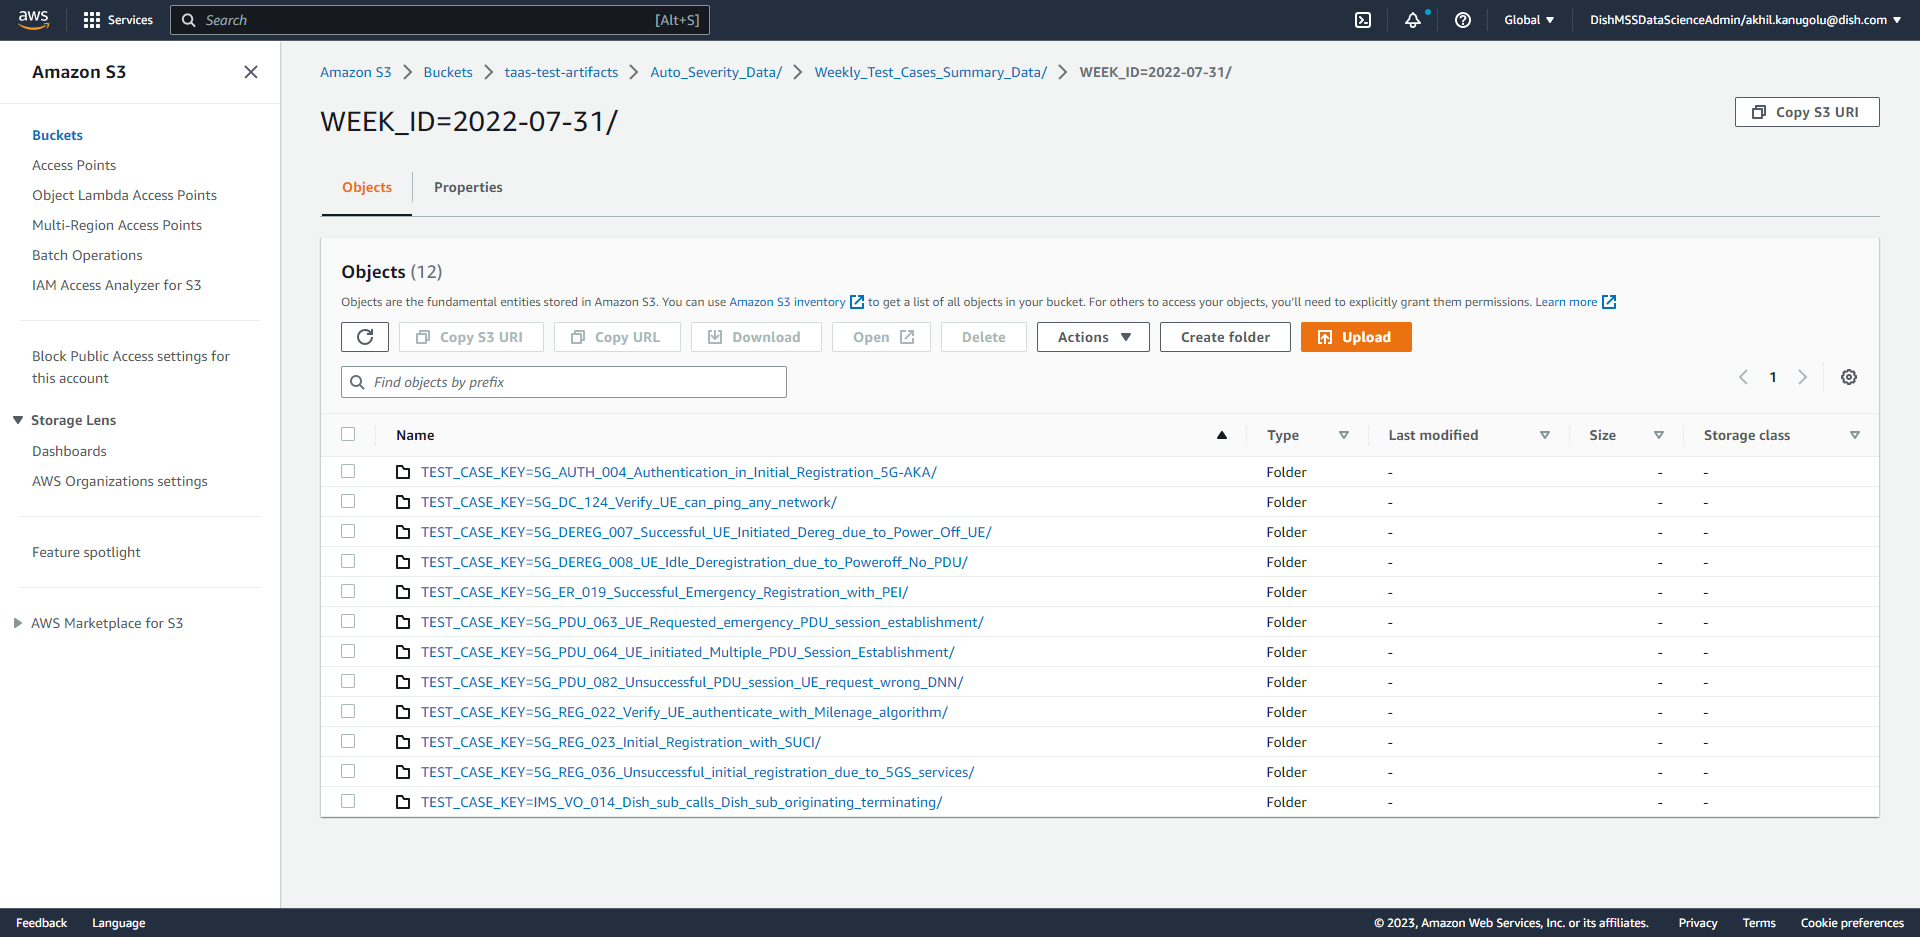 aws Services Search [Alt+S] Global DishMSSDataScienceAdmin/akhil.kanugolu@dish.com
Amazon S3
Buckets
Access Points
Object Lambda Access Points
Multi-Region Access Points
Batch Operations
IAM Access Analyzer for S3
Block Public Access settings for
this account
Storage Lens
Dashboards
AWS Organizations settings
Feature spotlight
AWS Marketplace for S3
Amazon S3 Buckets taas-test-artifacts Auto_Severity_Data/ Weekly_Test_Cases_Summary_Data/ WEEK_ID=2022-07-31/
WEEK_ID=2022-07-31/
Copy S3 URI
Objects Properties
Objects (12)
Objects are the fundamental entities stored in Amazon S3. You can use Amazon S3 inventory to get a list of all objects in your bucket. For others to access your objects, you'll need to explicitly grant them permissions. Learn more
Copy S3 URI Copy URL Download Open Delete Actions Create folder Upload
Find objects by prefix 1
Name Type Last modified Size Storage class
TEST_CASE_KEY=5G_AUTH_004_Authentication_in_Initial_Registration_5G-AKA/ Folder - - -
TEST_CASE_KEY=5G_DC_124_Verify_UE_can_ping_any_network/ Folder - - -
TEST_CASE_KEY=5G_DEREG_007_Successful_UE_Initiated_Dereg_due_to_Power_Off_UE/ Folder - - -
TEST_CASE_KEY=5G_DEREG_008_UE_Idle_Deregistration_due_to_Poweroff_No_PDU/ Folder - - -
TEST_CASE_KEY=5G_ER_019_Successful_Emergency_Registration_with_PEI/ Folder - - -
TEST_CASE_KEY=5G_PDU_063_UE_Requested_emergency_PDU_session_establishment/ Folder - - -
TEST_CASE_KEY=5G_PDU_064_UE_initiated_Multiple_PDU_Session_Establishment/ Folder - - -
TEST_CASE_KEY=5G_PDU_082_Unsuccessful_PDU_session_UE_request_wrong_DNN/ Folder - - -
TEST_CASE_KEY=5G_REG_022_Verify_UE_authenticate_with_Milenage_algorithm/ Folder - - -
TEST_CASE_KEY=5G_REG_023_Initial_Registration_with_SUCI/ Folder - - -
TEST_CASE_KEY=5G_REG_036_Unsuccessful_initial_registration_due_to_5GS_services/ Folder - - -
TEST_CASE_KEY=IMS_VO_014_Dish_sub_calls_Dish_sub_originating_terminating/ Folder - - -
Feedback Language © 2023, Amazon Web Services, Inc. or its affiliates. Privacy Terms Cookie preferences